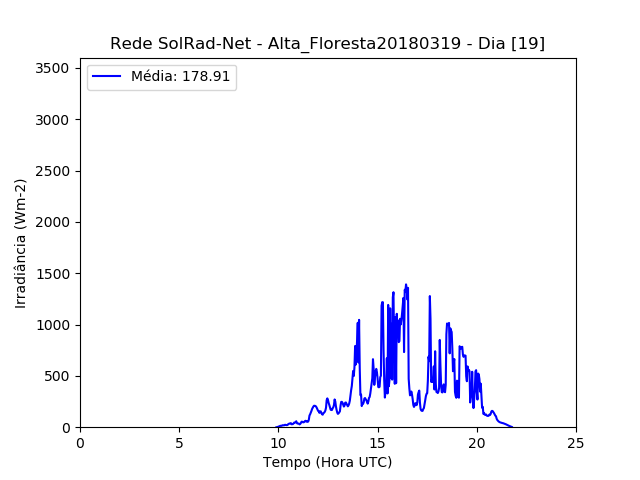 Rede SolRad-Net - Alta_Floresta20180319 - Dia [19]
Média: 178.91
3500
3000
2500
2000
1500
1000
500
0
Irradiância (Wm-2)
0 5 10 15 20 25
Tempo (Hora UTC)